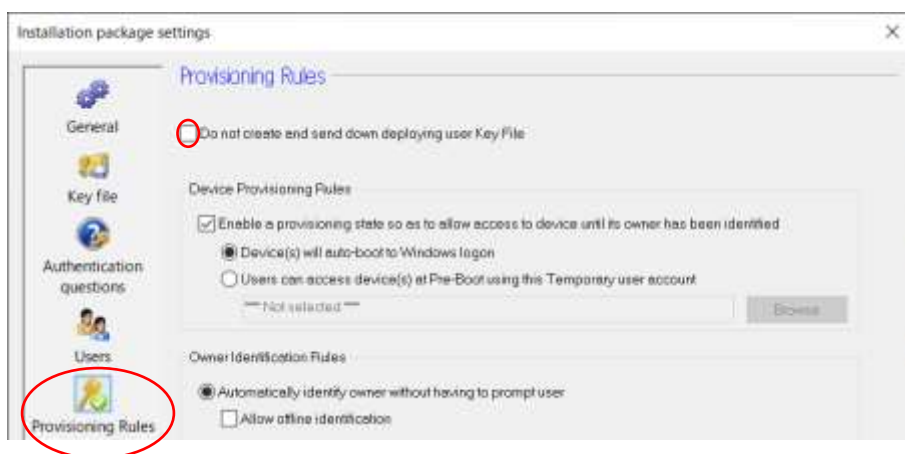 Installation package settings
Provisioning Rules
General
Do not create and send down deploying user Key File
Key file
Device Provisioning Rules
Enable a provisioning state so as to allow access to device until its owner has been identified
Device(s) will auto-boot to Windows logon
Authentication
questions
Users can access device(s) at Pre-Boot using this Temporary user account
*** Not selected ***
Browse
Users
Owner Identification Rules
Automatically identify owner without having to prompt user
Provisioning Rules
Allow offline identification